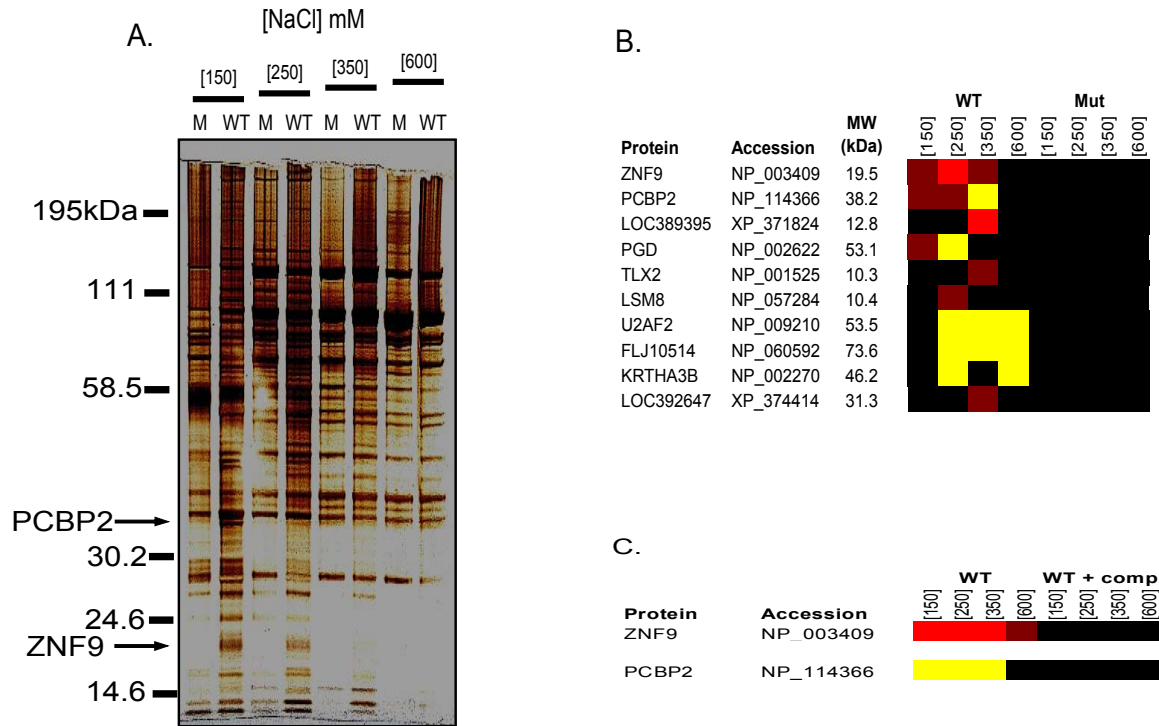 A.
[NaCl] mM
[150] [250] [350] [600]
M WT M WT M WT M WT
195kDa
111
58.5
PCBP2
30.2
24.6
ZNF9
14.6
B.
WT Mut
Protein Accession MW (kDa) [150] [250] [350] [600] [150] [250] [350] [600]
ZNF9 NP_003409 19.5
PCBP2 NP_114366 38.2
LOC389395 XP_371824 12.8
PGD NP_002622 53.1
TLX2 NP_001525 10.3
LSM8 NP_057284 10.4
U2AF2 NP_009210 53.5
FLJ10514 NP_060592 73.6
KRTHA3B NP_002270 46.2
LOC392647 XP_374414 31.3
C.
WT WT + comp
Protein Accession [150] [250] [350] [600] [150] [250] [350] [600]
ZNF9 NP_003409
PCBP2 NP_114366